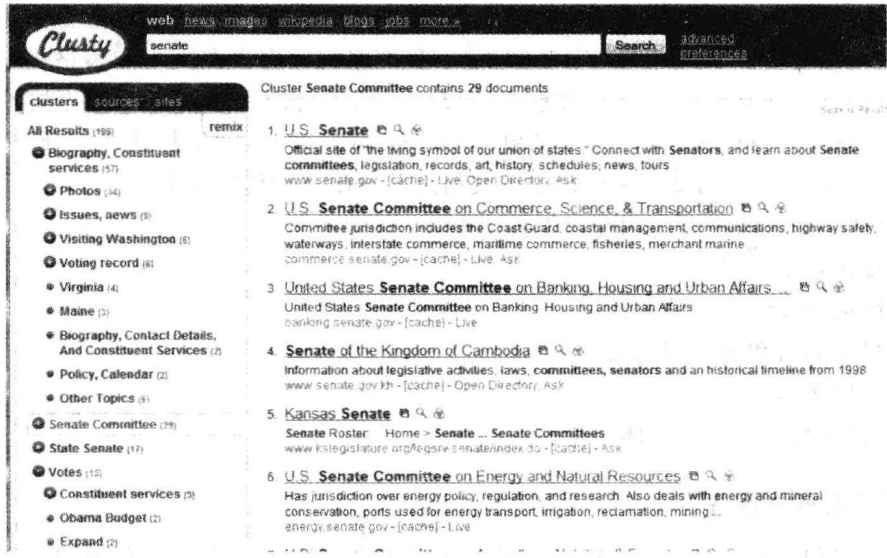 web news images wikipedia blogs jobs more »
Clusty
senate
Search
advanced
preferences
clusters sources sites
remix
All Results
Biography, Constituent
services (57)
Photos
Issues, news
Visiting Washington
Voting record
Virginia (4)
Maine
Biography, Contact Details,
And Constituent Services (2)
Policy, Calendar (2)
Other Topics
Senate Committee (29)
State Senate (17)
Votes (15)
Constituent services (3)
Obama Budget (2)
Expand (2)
Cluster Senate Committee contains 29 documents
1. U.S. Senate
Official site of "the living symbol of our union of states." Connect with Senators, and learn about Senate
committees, legislation, records, art, history, schedules, news, tours
www.senate.gov - [cache] - Live, Open Directory, Ask
2. U.S. Senate Committee on Commerce, Science, & Transportation
Committee jurisdiction includes the Coast Guard, coastal management, communications, highway safety,
waterways, interstate commerce, maritime commerce, fisheries, merchant marine ...
commerce.senate.gov - [cache] - Live, Ask
3. United States Senate Committee on Banking, Housing and Urban Affairs ...
United States Senate Committee on Banking Housing and Urban Affairs
banking.senate.gov - [cache] - Live
4. Senate of the Kingdom of Cambodia
Information about legislative activities, laws, committees, senators and an historical timeline from 1998
www.senate.gov.kh - [cache] - Open Directory, Ask
5. Kansas Senate
Senate Roster. Home > Senate ... Senate Committees
www.kslegislature.org/legsrv-senate/index.do - [cache] - Ask
6. U.S. Senate Committee on Energy and Natural Resources
Has jurisdiction over energy policy, regulation, and research. Also deals with energy and mineral
conservation, ports used for energy transport, irrigation, reclamation, mining ...
energy.senate.gov - [cache] - Live